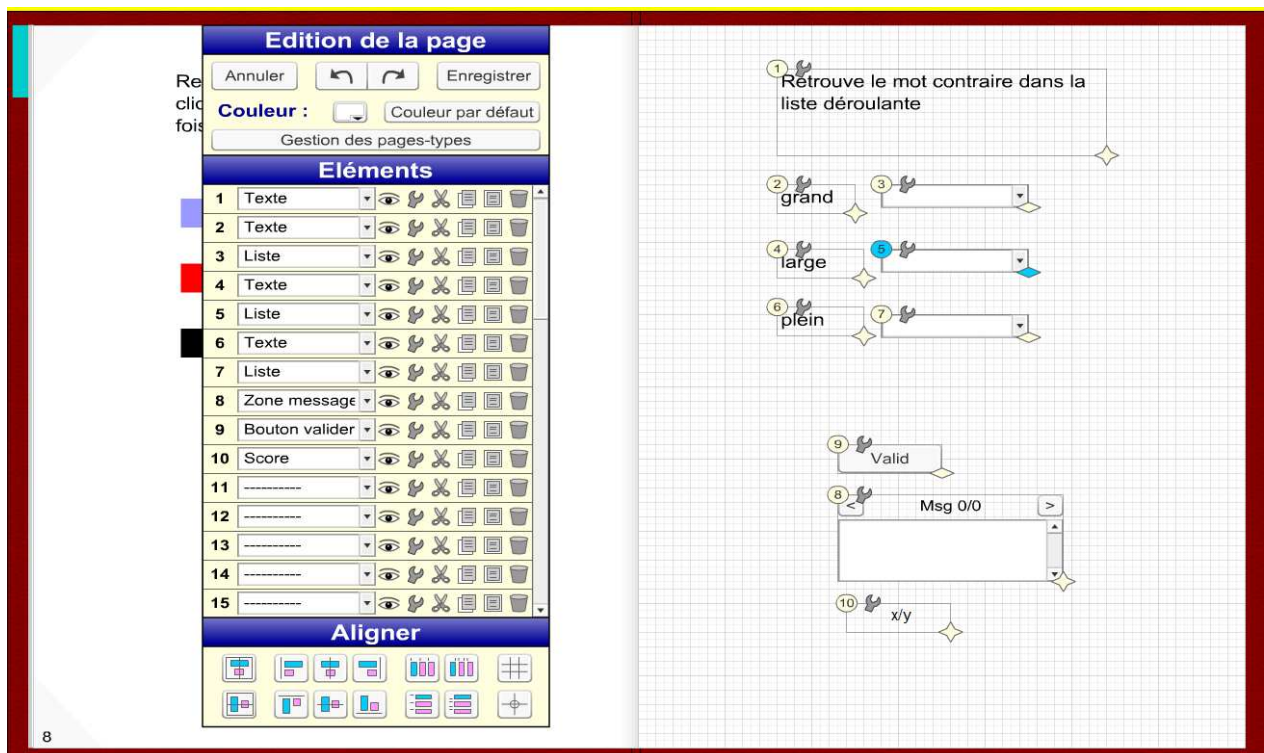 Re
clic
fois
8
Edition de la page
Annuler
Enregistrer
Couleur :
Couleur par défaut
Gestion des pages-types
Eléments
1 Texte
2 Texte
3 Liste
4 Texte
5 Liste
6 Texte
7 Liste
8 Zone message
9 Bouton valider
10 Score
11 ----------
12 ----------
13 ----------
14 ----------
15 ----------
Aligner
1
Retrouve le mot contraire dans la
liste déroulante
2 3
grand
4 5
large
6 7
plein
9
Valid
8
< Msg 0/0 >
10
x/y